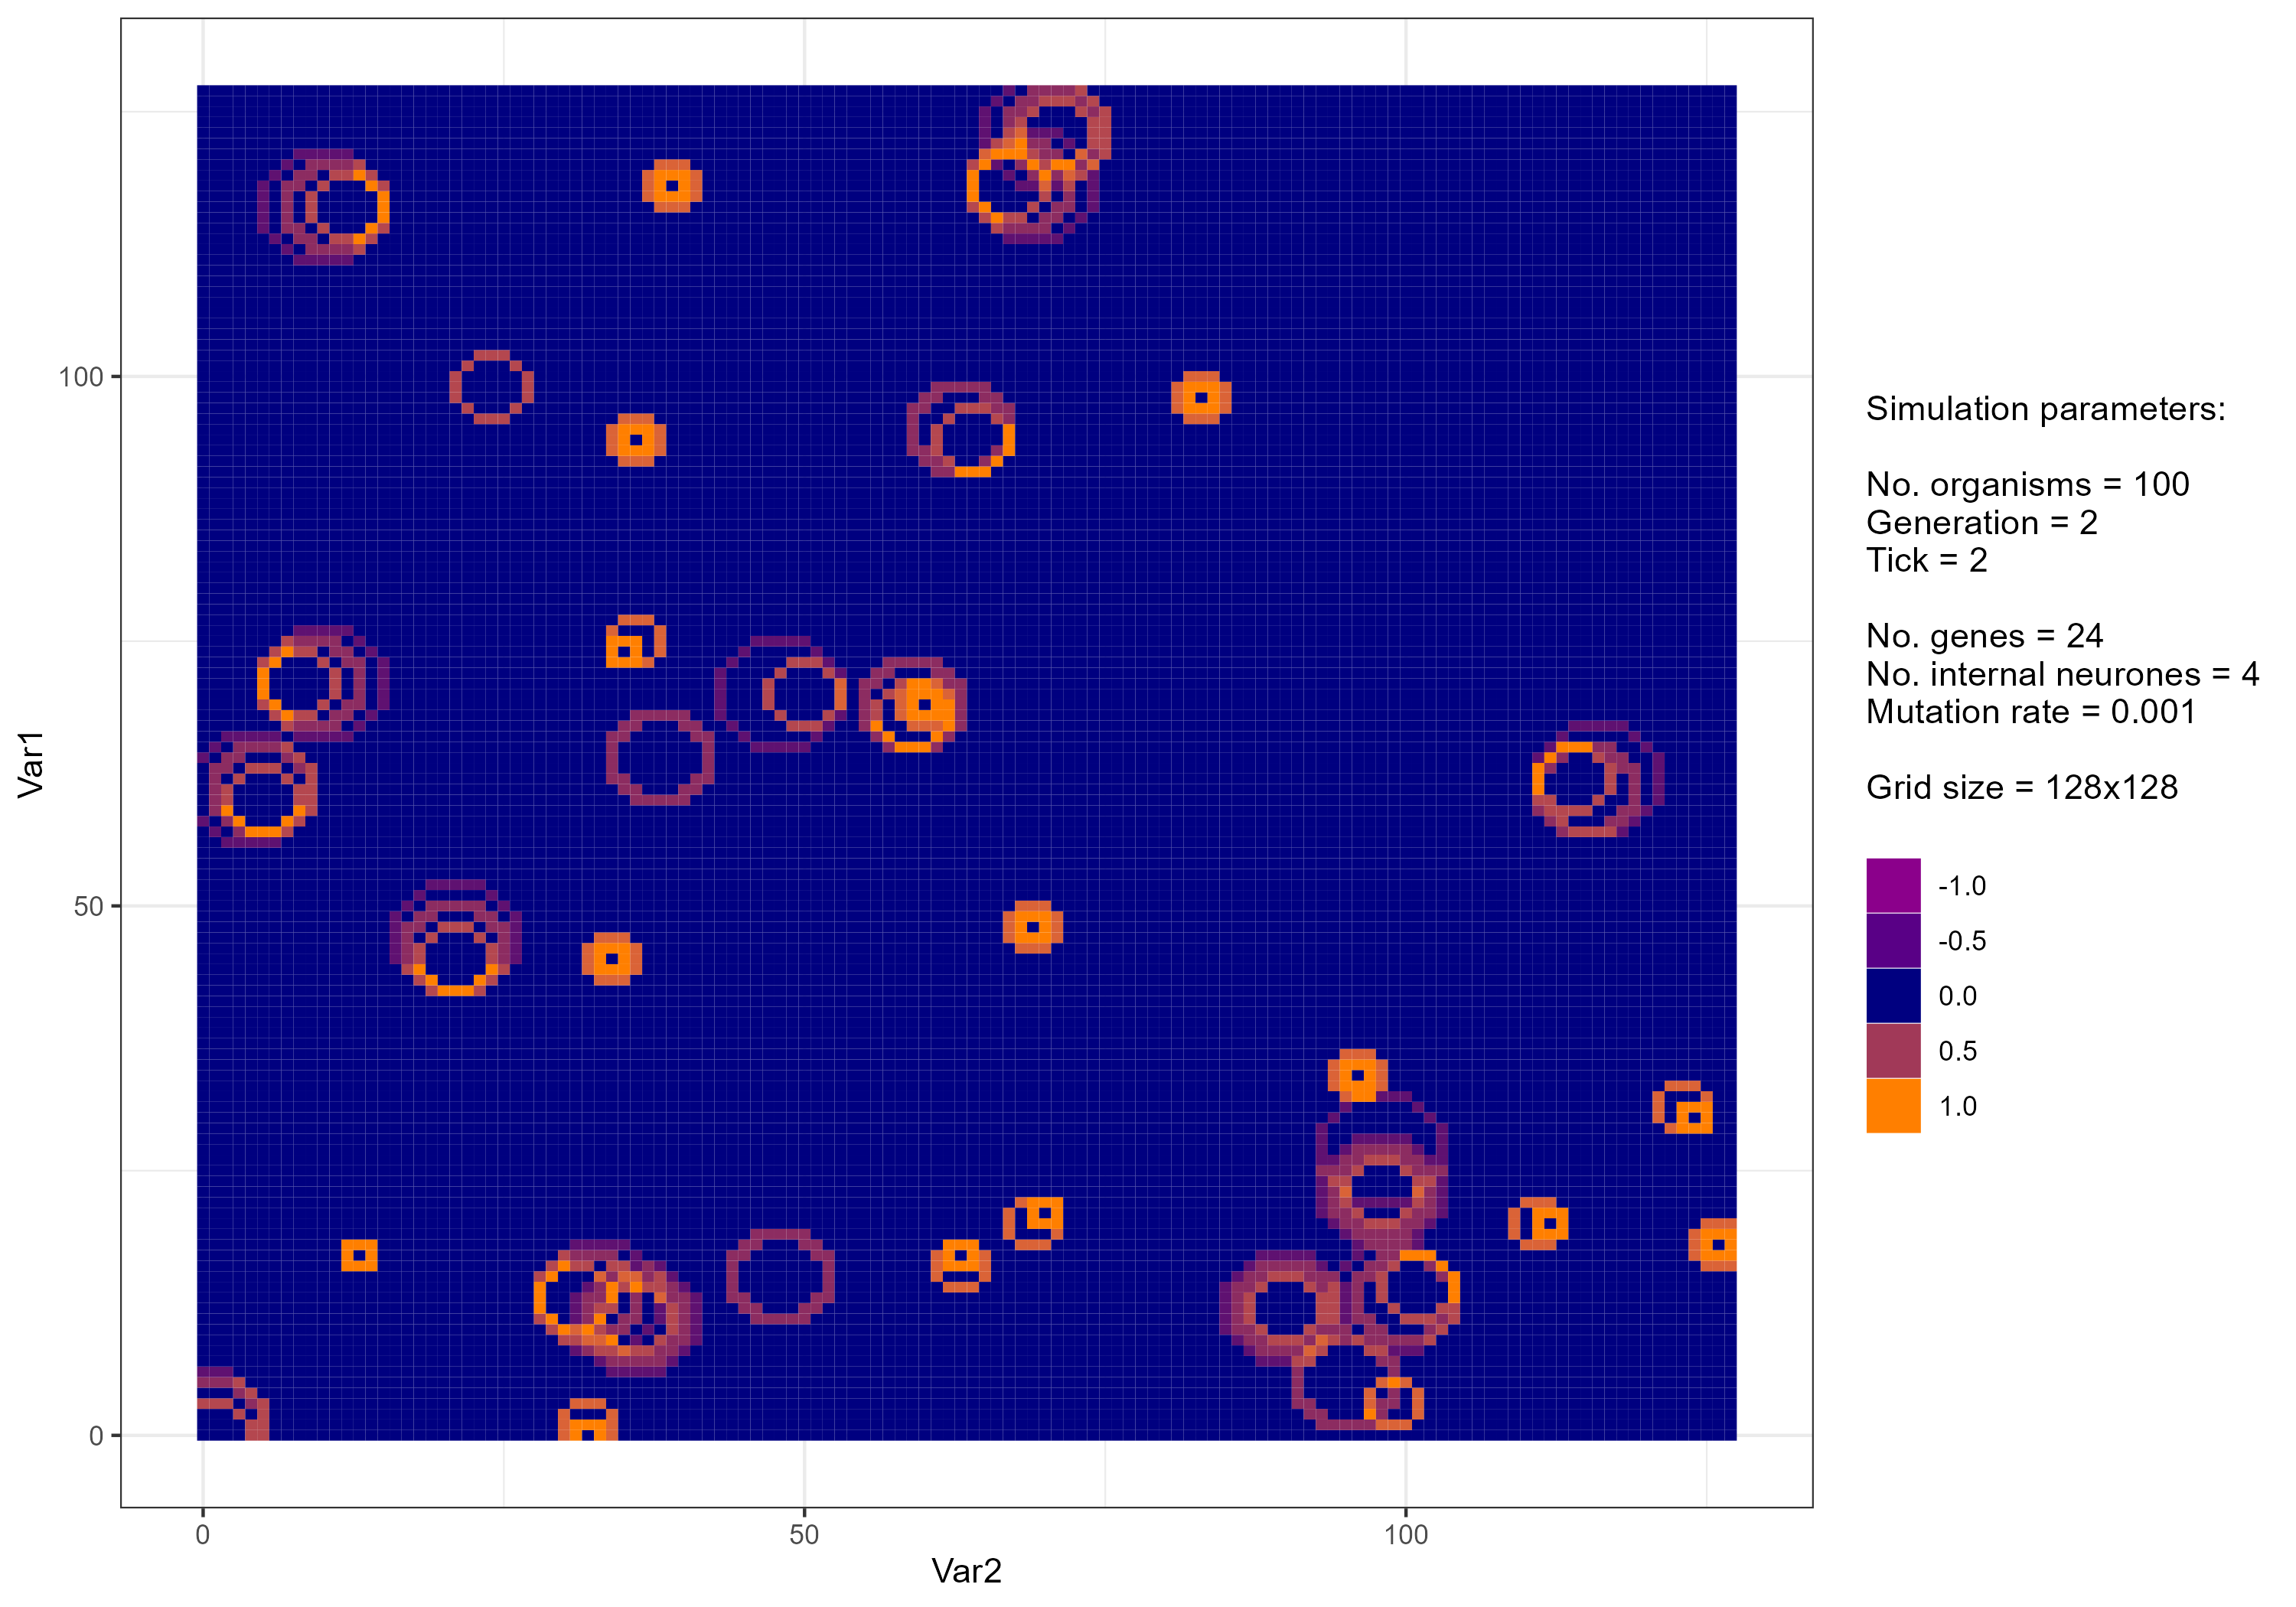 100
50
0
0
50
100
Var1
Var2
Simulation parameters:
No. organisms = 100
Generation = 2
Tick = 2
No. genes = 24
No. internal neurones = 4
Mutation rate = 0.001
Grid size = 128x128
-1.0
-0.5
0.0
0.5
1.0